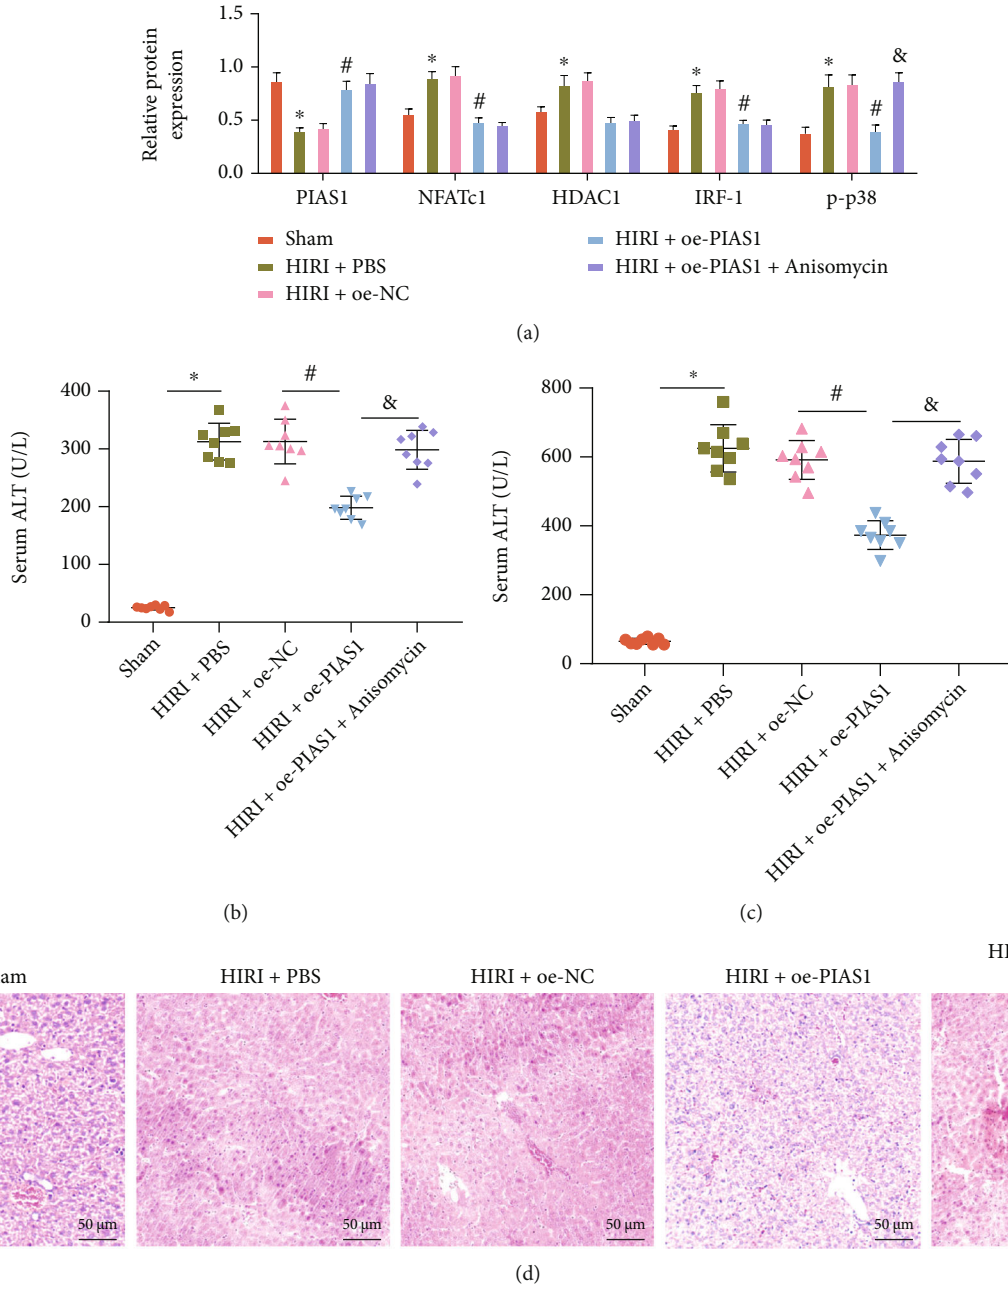 Relative protein
expression
1.5
1.0
0.5
0.0
* # * # * * # * # &
PIAS1 NFATc1 HDAC1 IRF-1 p-p38
Sham
HIRI + PBS
HIRI + oe-NC
HIRI + oe-PIAS1
HIRI + oe-PIAS1 + Anisomycin
(a)
Serum ALT (U/L)
400
300
200
100
0
* # &
Sham
HIRI + PBS
HIRI + oe-NC
HIRI + oe-PIAS1
HIRI + oe-PIAS1 + Anisomycin
(b)
Serum ALT (U/L)
800
600
400
200
0
* # &
Sham
HIRI + PBS
HIRI + oe-NC
HIRI + oe-PIAS1
HIRI + oe-PIAS1 + Anisomycin
(c)
HI
am HIRI + PBS HIRI + oe-NC HIRI + oe-PIAS1
50 μm 50 μm 50 μm 50 μm
(d)